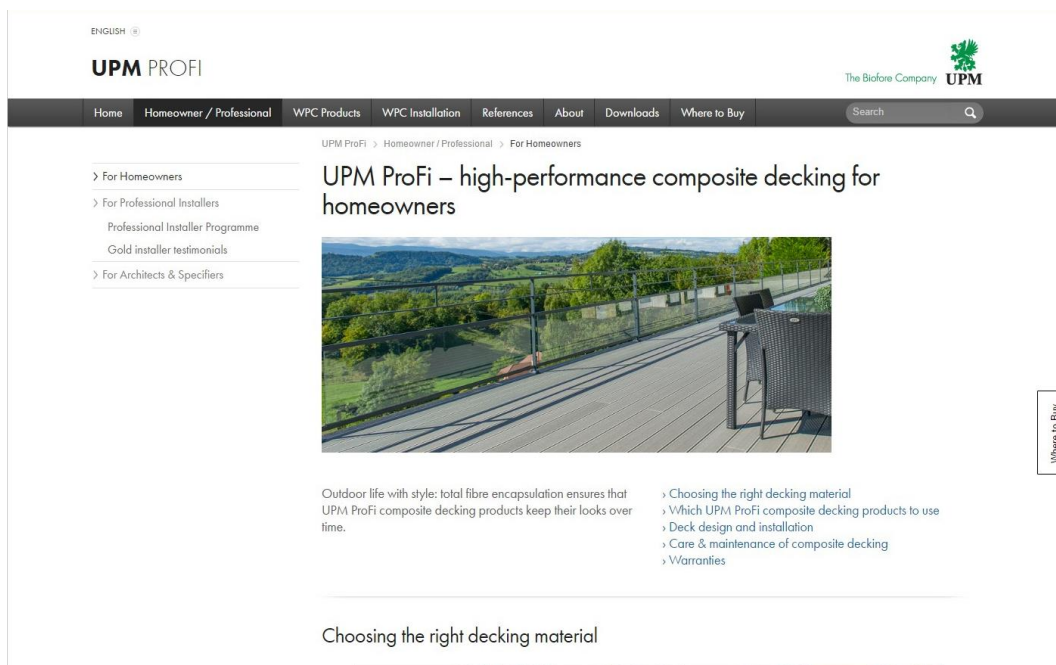 ENGLISH
UPM PROFI
The Biofore Company UPM
Home Homeowner / Professional WPC Products WPC Installation References About Downloads Where to Buy Search
UPM ProFi > Homeowner / Professional > For Homeowners
> For Homeowners
> For Professional Installers
Professional Installer Programme
Gold installer testimonials
> For Architects & Specifiers
UPM ProFi – high-performance composite decking for
homeowners
Outdoor life with style: total fibre encapsulation ensures that
UPM ProFi composite decking products keep their looks over
time.
› Choosing the right decking material
› Which UPM ProFi composite decking products to use
› Deck design and installation
› Care & maintenance of composite decking
› Warranties
Where to Buy
Choosing the right decking material